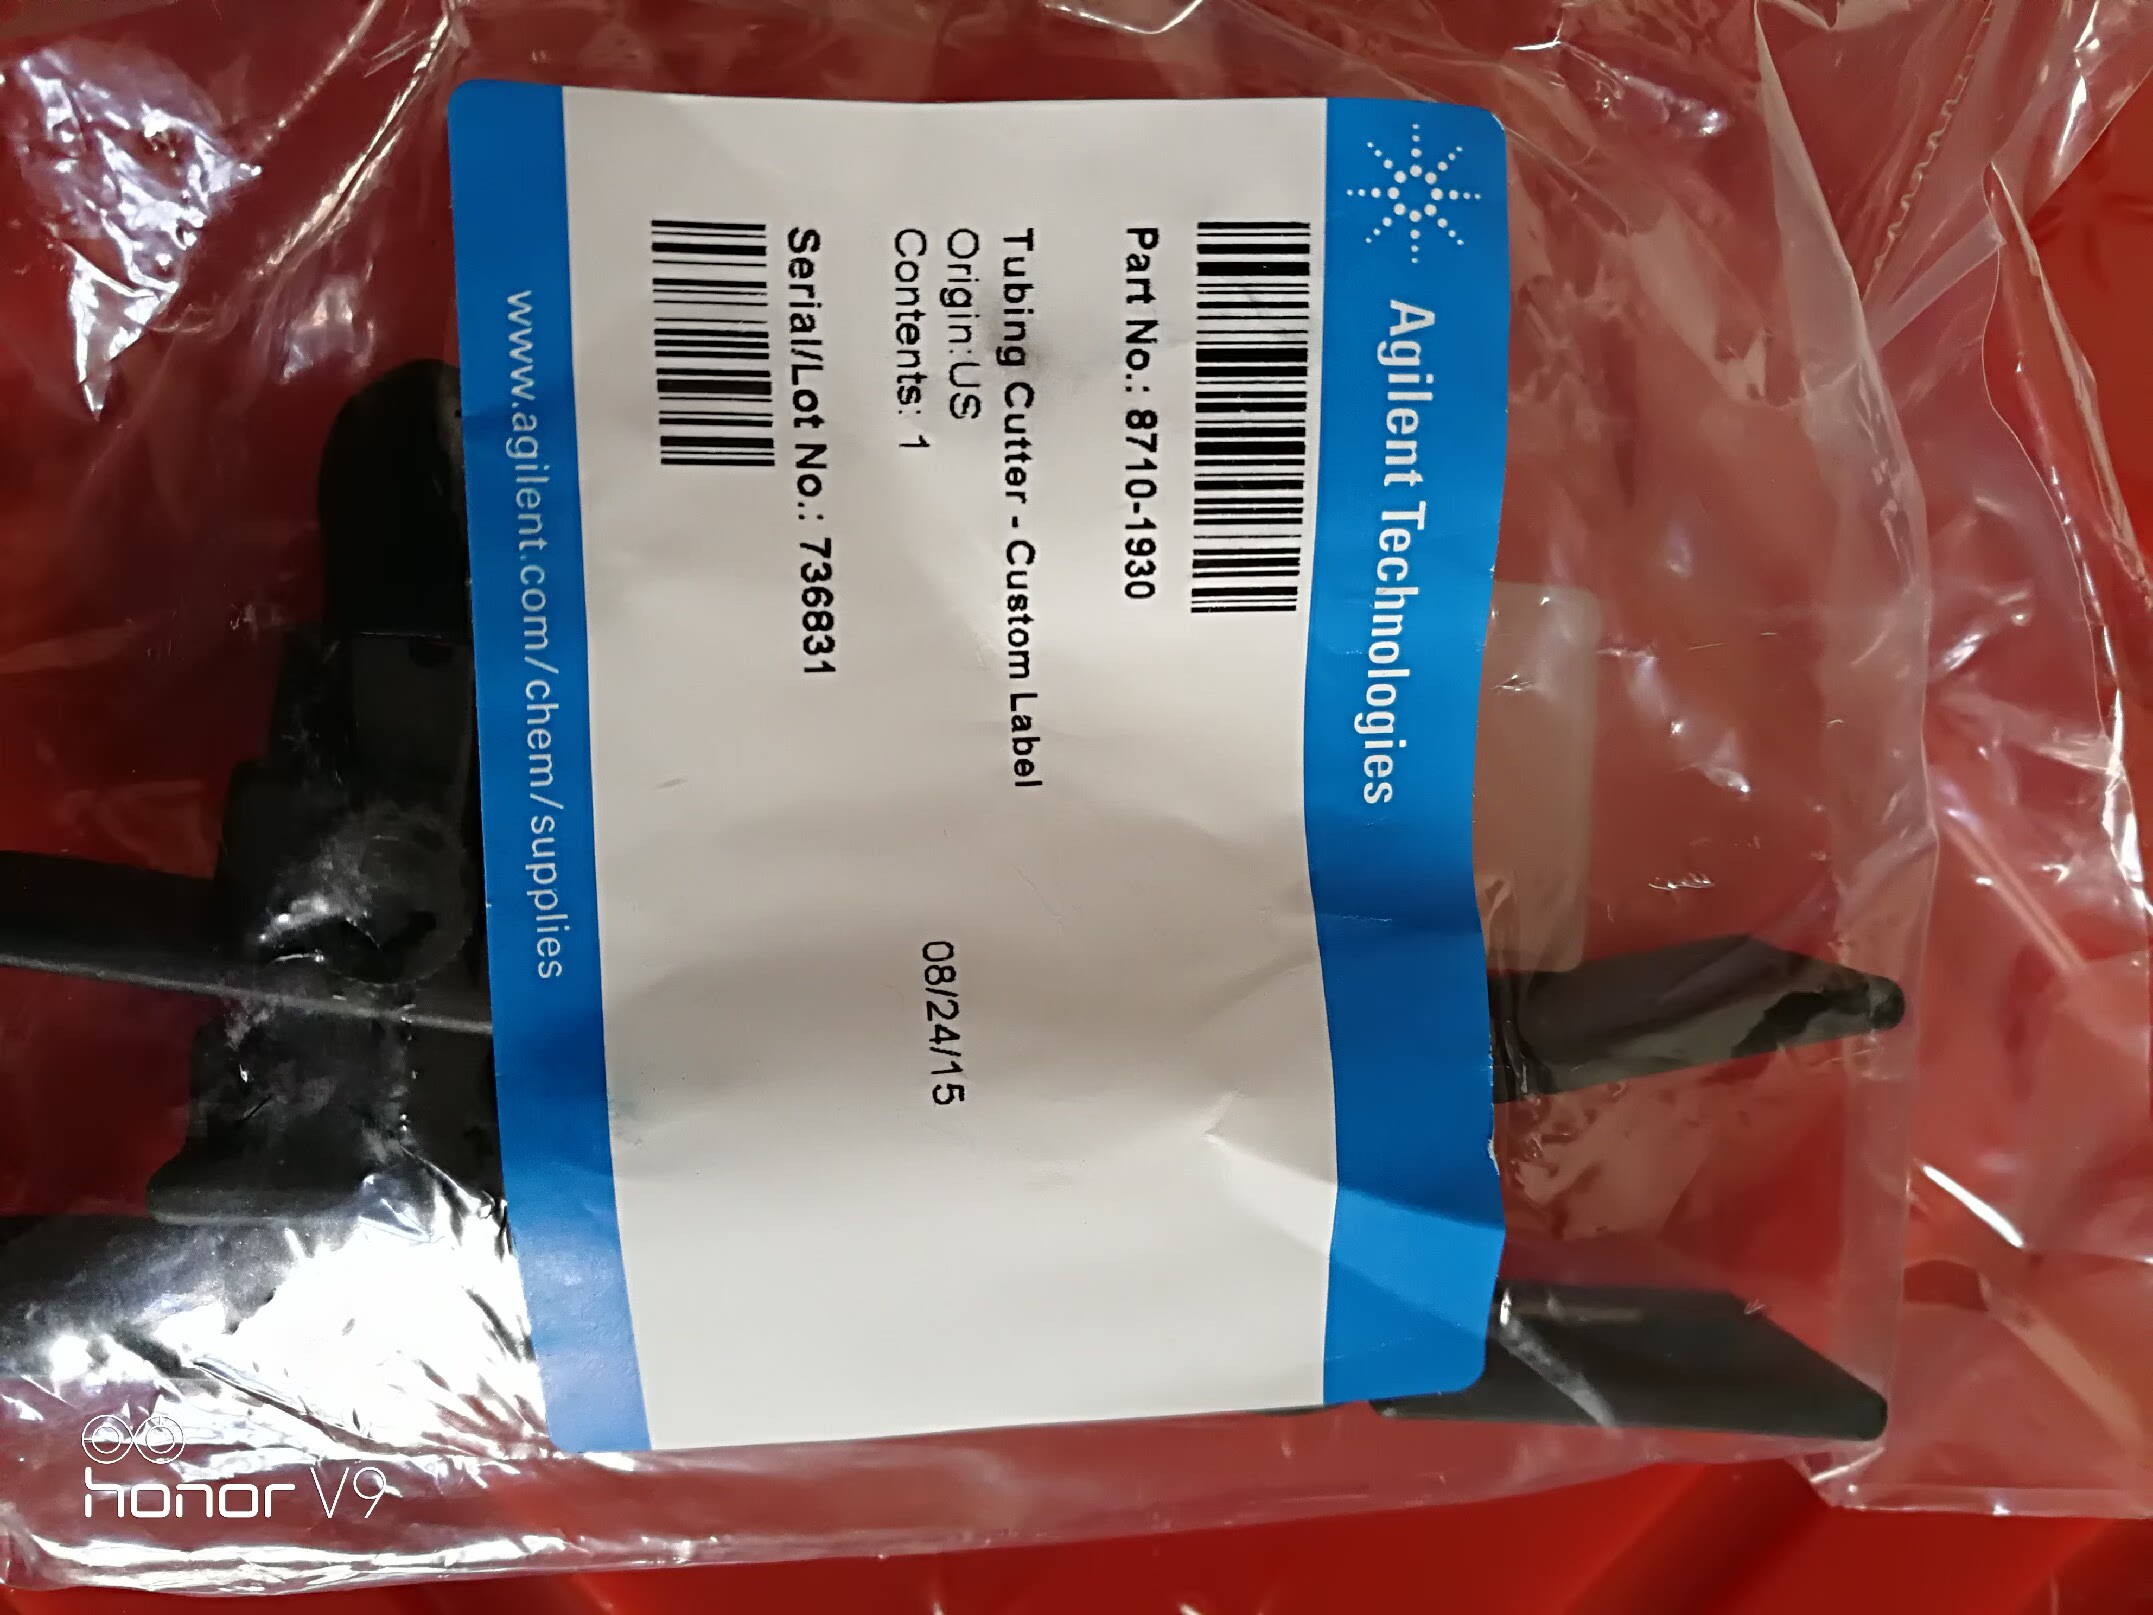 Agilent Technologies
Part No.: 8710-1930
Tubing Cutter - Custom Label
Origin:US
Contents: 1
08/24/15
Serial/Lot No.: 736831
www.agilent.com/chem/supplies
honor V9